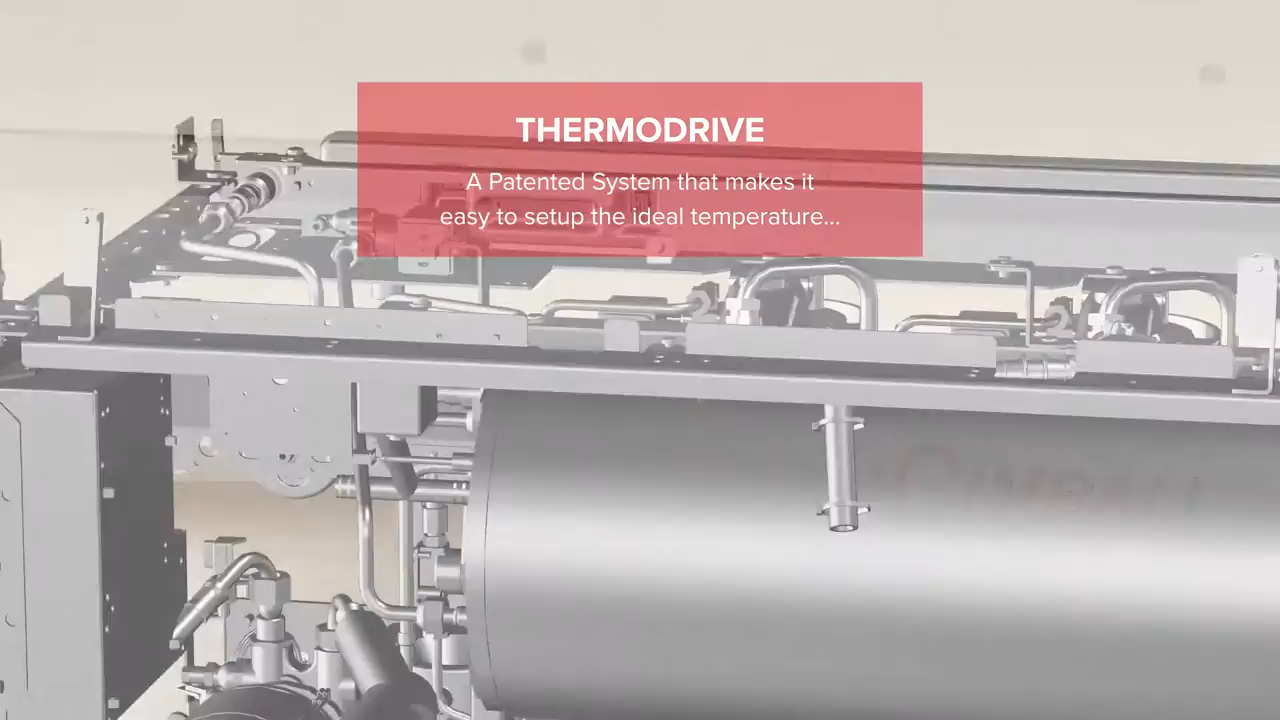 THERMODRIVE
A Patented System that makes it
easy to setup the ideal temperature...